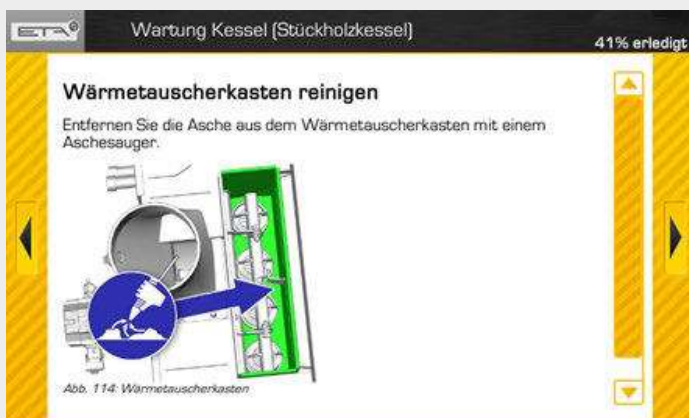 ETA
Wartung Kessel (Stückholzkessel)
41% erledigt
Wärmetauscherkasten reinigen
Entfernen Sie die Asche aus dem Wärmetauscherkasten mit einem
Aschesauger.
Abb. 114: Wärmetauscherkasten